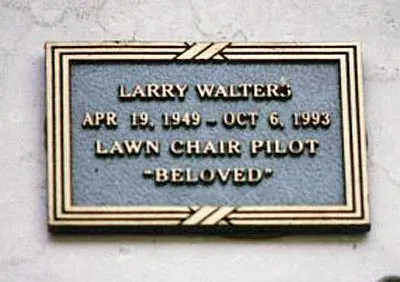 LARRY WALTERS
APR 19, 1949 – OCT 6, 1993
LAWN CHAIR PILOT
"BELOVED"